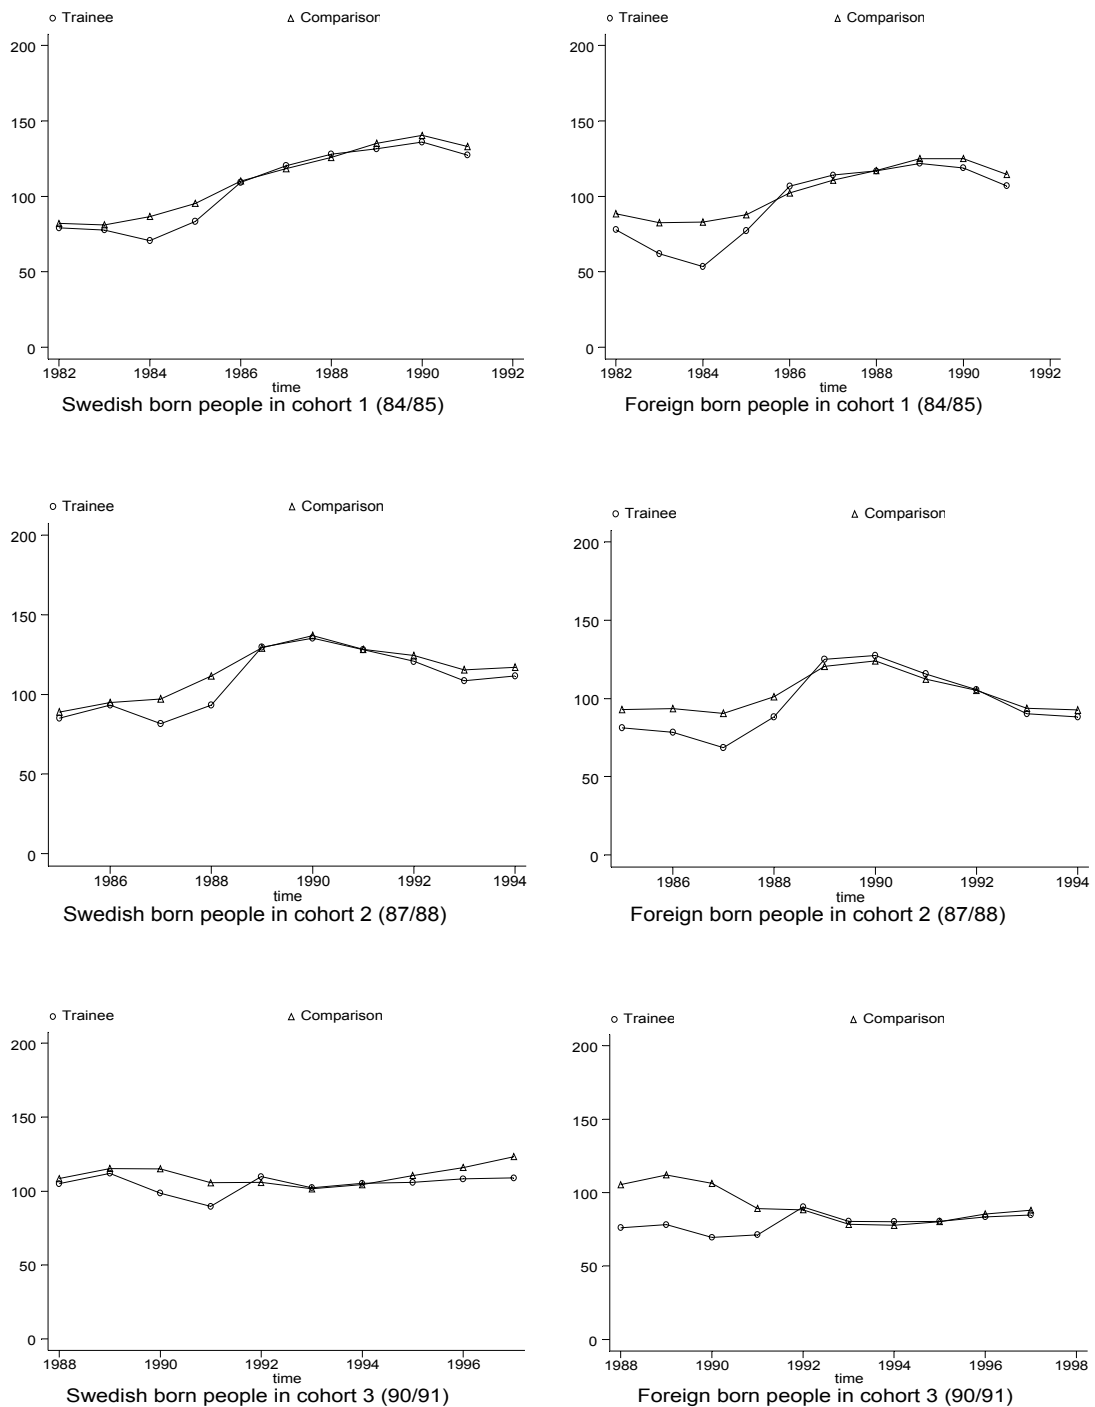 Trainee Comparison
200
150
100
50
0
1982 1984 1986 1988 1990 1992
time
Swedish born people in cohort 1 (84/85)
Trainee Comparison
200
150
100
50
0
1982 1984 1986 1988 1990 1992
time
Foreign born people in cohort 1 (84/85)
Trainee Comparison
200
150
100
50
0
1986 1988 1990 1992 1994
time
Swedish born people in cohort 2 (87/88)
Trainee Comparison
200
150
100
50
0
1986 1988 1990 1992 1994
time
Foreign born people in cohort 2 (87/88)
Trainee Comparison
200
150
100
50
0
1988 1990 1992 1994 1996
time
Swedish born people in cohort 3 (90/91)
Trainee Comparison
200
150
100
50
0
1988 1990 1992 1994 1996 1998
time
Foreign born people in cohort 3 (90/91)